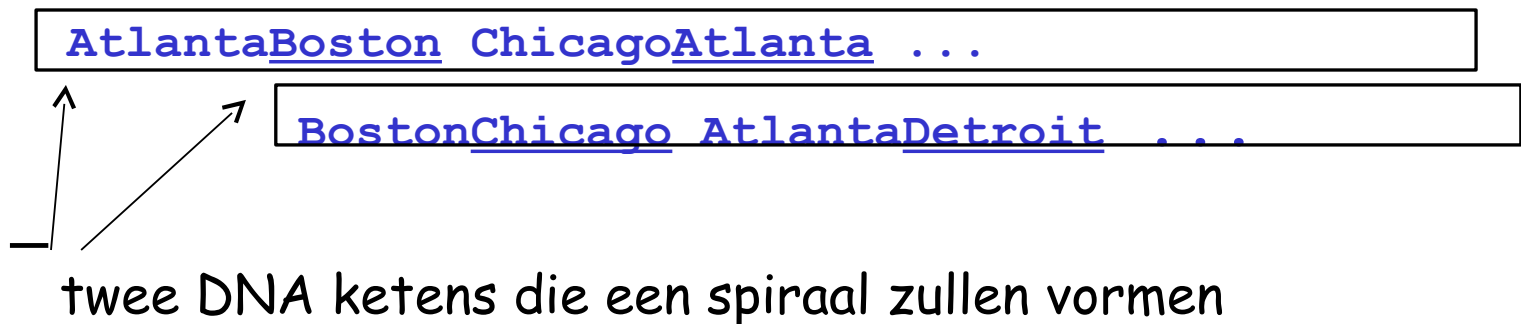 AtlantaBoston ChicagoAtlanta ...
BostonChicago AtlantaDetroit ...
twee DNA ketens die een spiraal zullen vormen